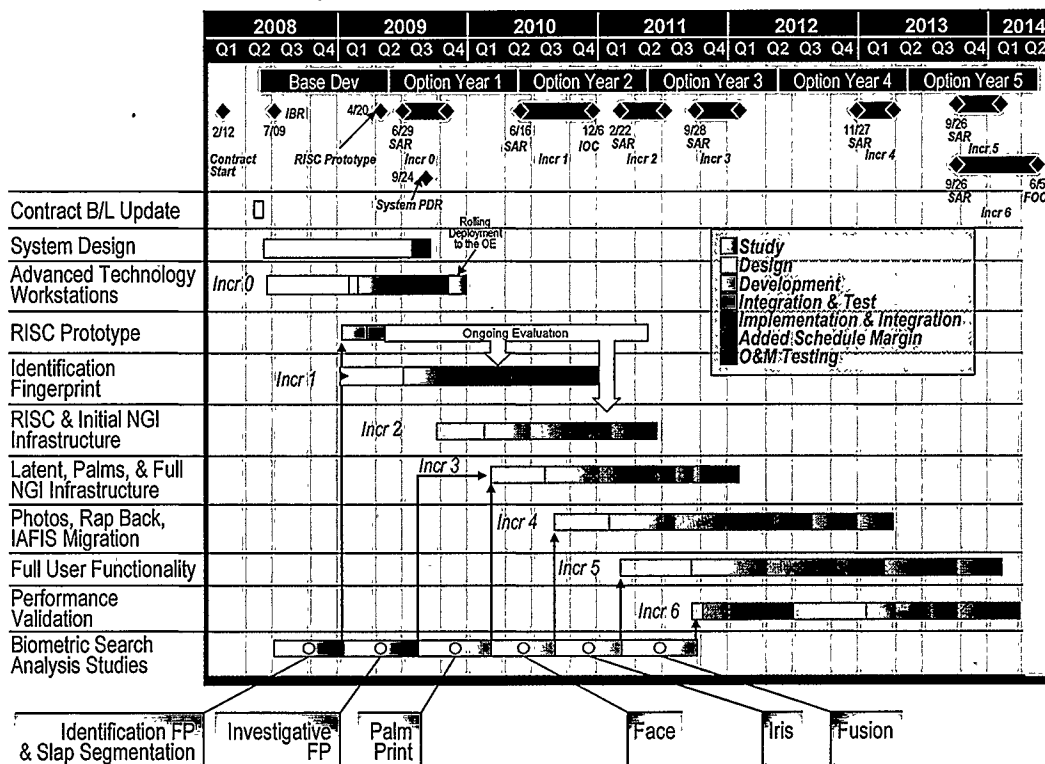 2008 2009 2010 2011 2012 2013 2014
Q1 Q2 Q3 Q4 Q1 Q2 Q3 Q4 Q1 Q2 Q3 Q4 Q1 Q2 Q3 Q4 Q1 Q2 Q3 Q4 Q1 Q2 Q3 Q4 Q1 Q2
Base Dev Option Year 1 Option Year 2 Option Year 3 Option Year 4 Option Year 5
IBR 4/20
2/12 7/09 6/29 6/16 12/6 2/22 9/28 11/27 9/26
RISC Prototype SAR SAR IOC SAR SAR SAR SAR
Contract
Start
Incr 0 Incr 1 Incr 2 Incr 3 Incr 4 Incr 5
9/24
System PDR
9/26 6/5
SAR FOC
Incr 6
Contract B/L Update
Rolling
Deployment
to the OE
System Design
Advanced Technology
Workstations
Incr 0
Study
Design
Development
Integration & Test
Implementation & Integration
Added Schedule Margin
O&M Testing
RISC Prototype
Ongoing Evaluation
Identification
Fingerprint
Incr 1
RISC & Initial NGI
Infrastructure
Incr 2
Latent, Palms, & Full
NGI Infrastructure
Incr 3
Photos, Rap Back,
IAFIS Migration
Incr 4
Full User Functionality
Incr 5
Performance
Validation
Incr 6
Biometric Search
Analysis Studies
Identification FP
& Slap Segmentation
Investigative
FP
Palm
Print
Face
Iris
Fusion